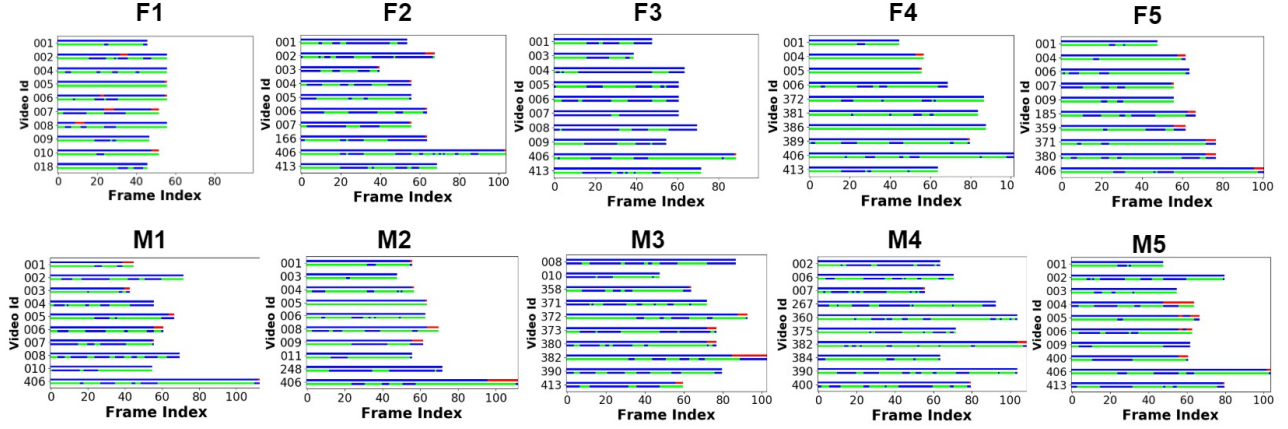 F1
Video Id
001
002
004
005
006
007
008
009
010
018
0 20 40 60 80
Frame Index
F2
001
002
003
004
005
006
007
166
406
413
0 20 40 60 80 100
Frame Index
F3
Video Id
001
003
004
005
006
007
008
009
406
413
0 20 40 60 80
Frame Index
F4
Video Id
001
004
005
006
372
381
386
389
406
413
0 20 40 60 80 10
Frame Index
F5
Video Id
001
004
006
007
009
185
359
371
380
406
0 20 40 60 80 100
Frame Index
M1
Video Id
001
002
003
004
005
006
007
008
010
406
0 20 40 60 80 100
Frame Index
M2
Video Id
001
003
004
005
006
008
009
011
248
406
0 20 40 60 80 100
Frame Index
M3
Video Id
008
010
358
371
372
373
380
382
390
413
0 20 40 60 80 100
Frame Index
M4
Video Id
002
006
007
267
360
375
382
384
390
400
0 20 40 60 80 100
Frame Index
M5
Video Id
001
002
003
004
005
006
009
400
406
413
0 20 40 60 80 100
Frame Index